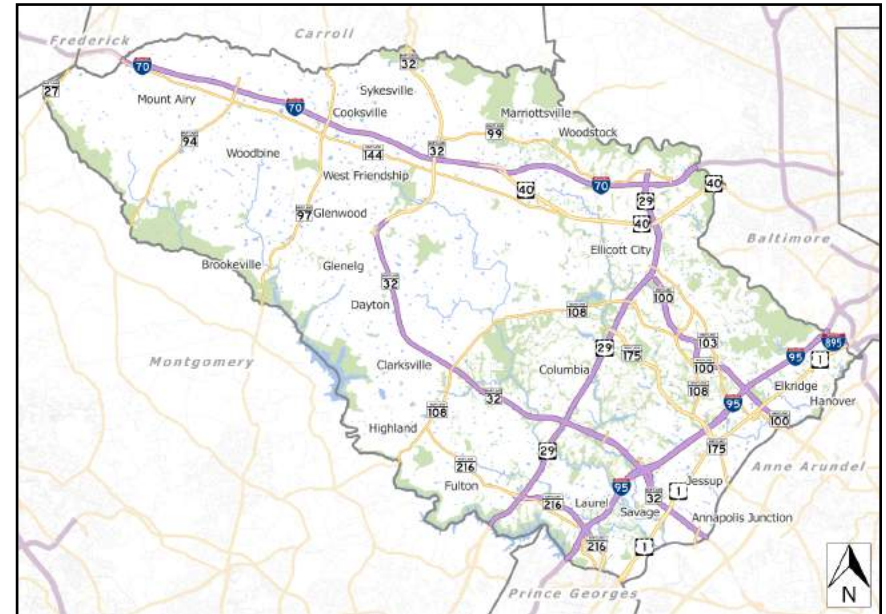 Carroll
Frederick
32
70
27
Mount Airy
Sykesville
70
Cooksville
Marriottsville
99
Woodstock
94
32
Woodbine
144
West Friendship
40
70
40
29
97
Glenwood
40
Baltimore
Ellicott City
Brookeville
Glenelg
32
100
Dayton
108
895
103
29
175
95
1
Montgomery
Clarksville
100
Columbia
Elkridge
108
32
95
Hanover
108
100
Highland
175
29
216
Anne Arundel
Fulton
Jessup
95
1
32
216
Laurel
Savage
Annapolis Junction
216
1
N
Prince Georges